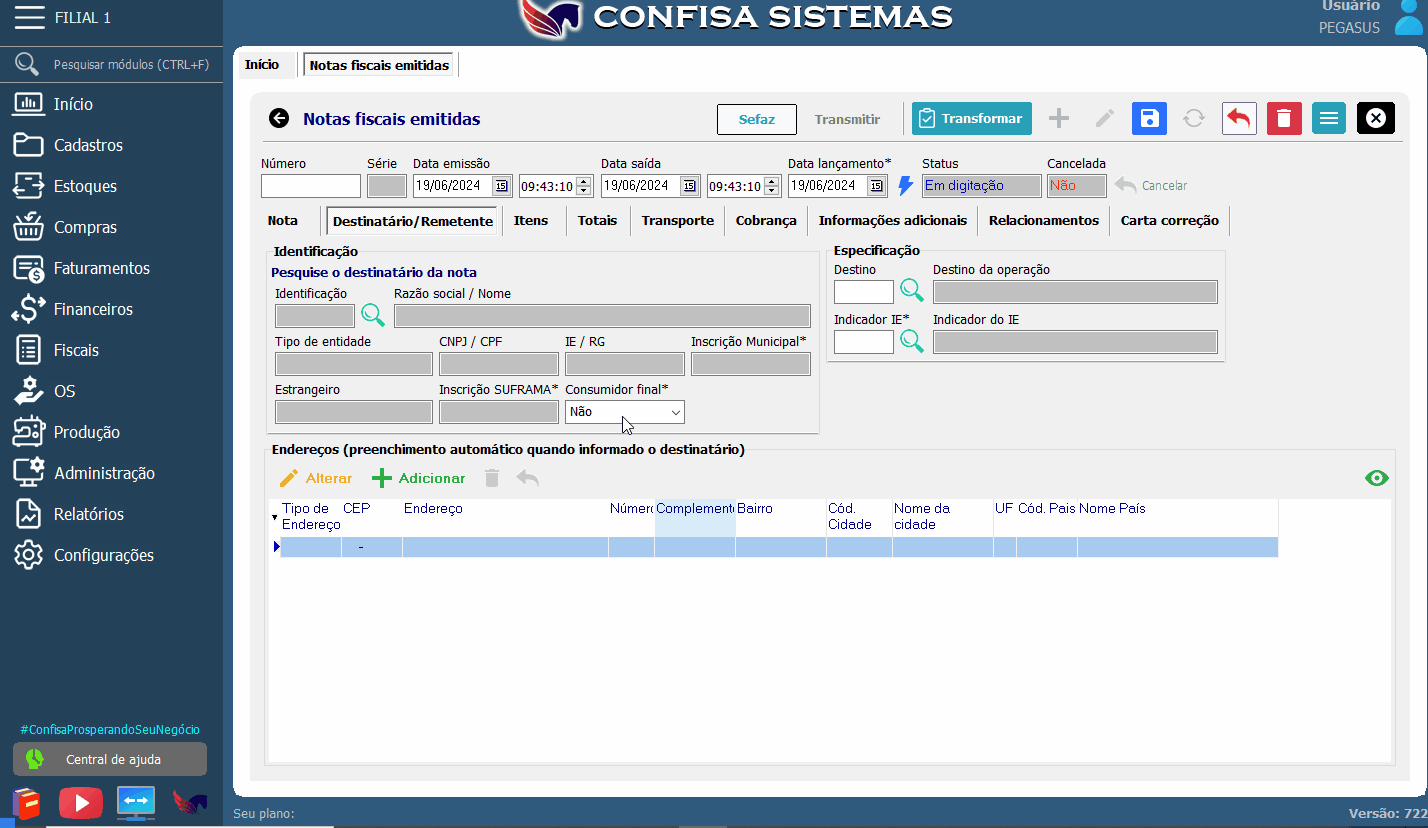 FILIAL 1
CONFISA SISTEMAS
Usuário
PEGASUS
Pesquisar módulos (CTRL+F)
Início
Cadastros
Estoques
Compras
Faturamentos
Financeiros
Fiscais
OS
Produção
Administração
Relatórios
Configurações
#ConfisaProsperandoSeuNegócio
Central de ajuda
Início
Notas fiscais emitidas
Notas fiscais emitidas
Sefaz
Transmitir
Transformar
Número Série Data emissão Data saída Data lançamento* Status Cancelada
19/06/2024 15 09:43:10 19/06/2024 15 09:43:10 19/06/2024 15 Em digitação Não Cancelar
Nota Destinatário/Remetente Itens Totais Transporte Cobrança Informações adicionais Relacionamentos Carta correção
Identificação
Pesquise o destinatário da nota
Identificação Razão social / Nome
Tipo de entidade CNPJ / CPF IE / RG Inscrição Municipal*
Estrangeiro Inscrição SUFRAMA* Consumidor final*
Não
Especificação
Destino Destino da operação
Indicador IE* Indicador do IE
Endereços (preenchimento automático quando informado o destinatário)
Alterar Adicionar
Tipo de Endereço CEP Endereço Número Complemento Bairro Cód. Cidade Nome da cidade UF Cód. Pais Nome País
-
Seu plano:
Versão: 722